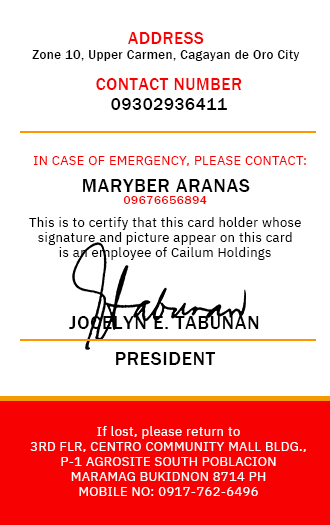 ADDRESS
Zone 10, Upper Carmen, Cagayan de Oro City
CONTACT NUMBER
09302936411
IN CASE OF EMERGENCY, PLEASE CONTACT:
MARYBER ARANAS
09676656894
This is to certify that this card holder whose
signature and picture appear on this card
is an employee of Cailum Holdings
JTabunan
JOCELYN E. TABUNAN
PRESIDENT
If lost, please return to
3RD FLR, CENTRO COMMUNITY MALL BLDG.,
P-1 AGROSITE SOUTH POBLACION
MARAMAG BUKIDNON 8714 PH
MOBILE NO: 0917-762-6496